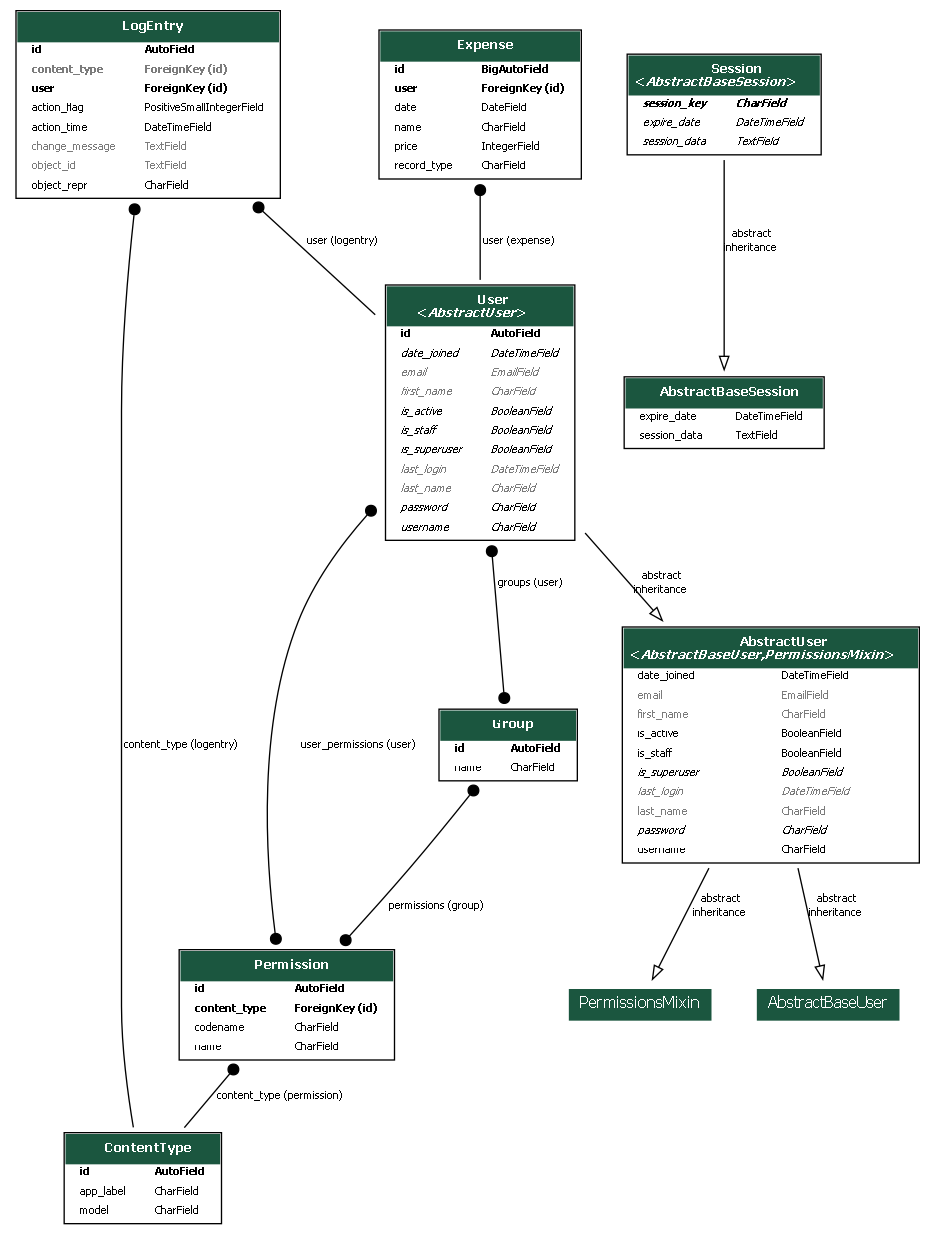 LogEntry
id AutoField
content_type ForeignKey (id)
user ForeignKey (id)
action_flag PositiveSmallIntegerField
action_time DateTimeField
change_message TextField
object_id TextField
object_repr CharField
Expense
id BigAutoField
user ForeignKey (id)
date DateField
name CharField
price IntegerField
record_type CharField
Session
<AbstractBaseSession>
session_key CharField
expire_date DateTimeField
session_data TextField
user (logentry)
user (expense)
abstract
inheritance
User
<AbstractUser>
id AutoField
date_joined DateTimeField
email EmailField
first_name CharField
is_active BooleanField
is_staff BooleanField
is_superuser BooleanField
last_login DateTimeField
last_name CharField
password CharField
username CharField
AbstractBaseSession
expire_date DateTimeField
session_data TextField
groups (user)
abstract
inheritance
AbstractUser
<AbstractBaseUser,PermissionsMixin>
date_joined DateTimeField
email EmailField
first_name CharField
is_active BooleanField
is_staff BooleanField
is_superuser BooleanField
last_login DateTimeField
last_name CharField
password CharField
username CharField
content_type (logentry)
user_permissions (user)
Group
id AutoField
name CharField
permissions (group)
abstract
inheritance
abstract
inheritance
Permission
id AutoField
content_type ForeignKey (id)
codename CharField
name CharField
PermissionsMixin
AbstractBaseUser
content_type (permission)
ContentType
id AutoField
app_label CharField
model CharField